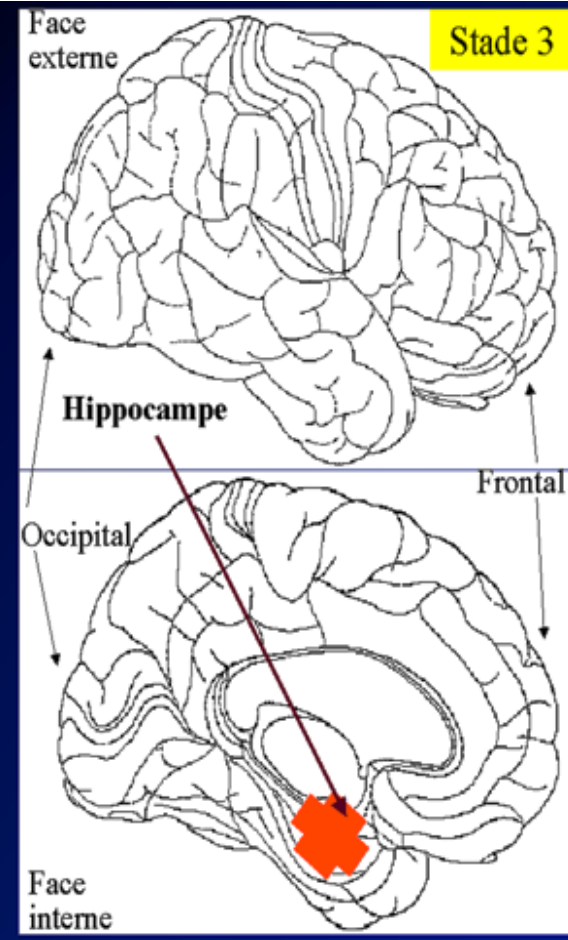 Face
externe
Stade 3
Hippocampe
Frontal
Occipital
Face
interne